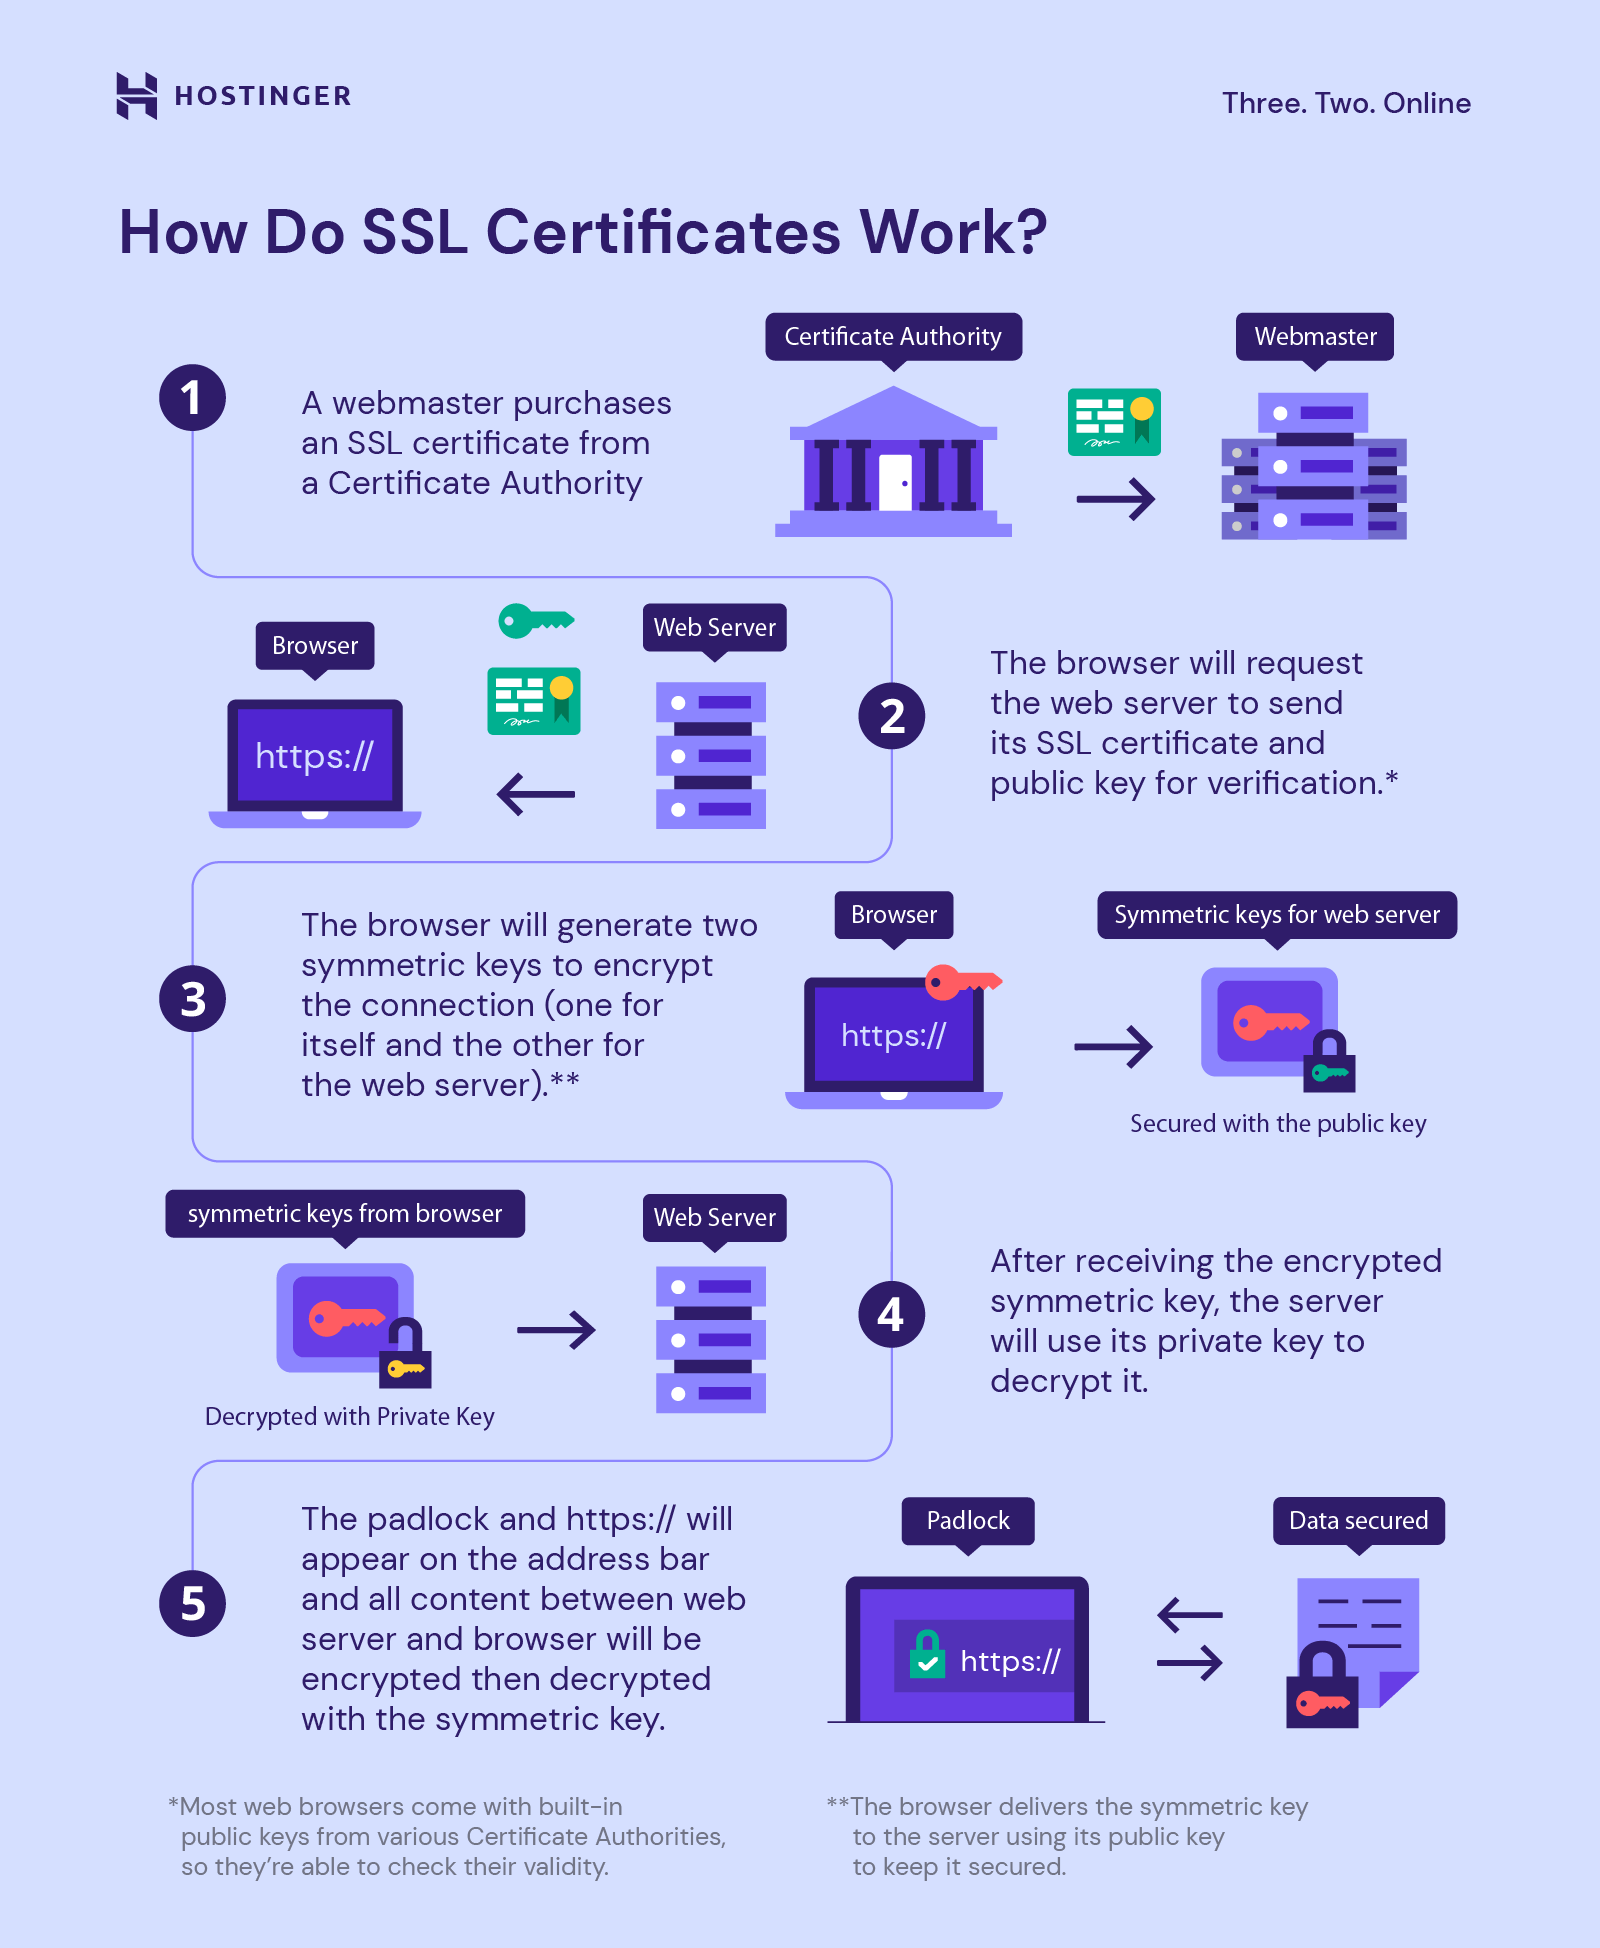 HOSTINGER
Three. Two. Online
How Do SSL Certificates Work?
1
A webmaster purchases
an SSL certificate from
a Certificate Authority
Certificate Authority
Webmaster
Browser
https://
Web Server
2
The browser will request
the web server to send
its SSL certificate and
public key for verification.*
3
The browser will generate two
symmetric keys to encrypt
the connection (one for
itself and the other for
the web server).**
Browser
https://
Symmetric keys for web server
Secured with the public key
symmetric keys from browser
Decrypted with Private Key
Web Server
4
After receiving the encrypted
symmetric key, the server
will use its private key to
decrypt it.
5
The padlock and https:// will
appear on the address bar
and all content between web
server and browser will be
encrypted then decrypted
with the symmetric key.
Padlock
https://
Data secured
*Most web browsers come with built-in
public keys from various Certificate Authorities,
so they're able to check their validity.
**The browser delivers the symmetric key
to the server using its public key
to keep it secured.